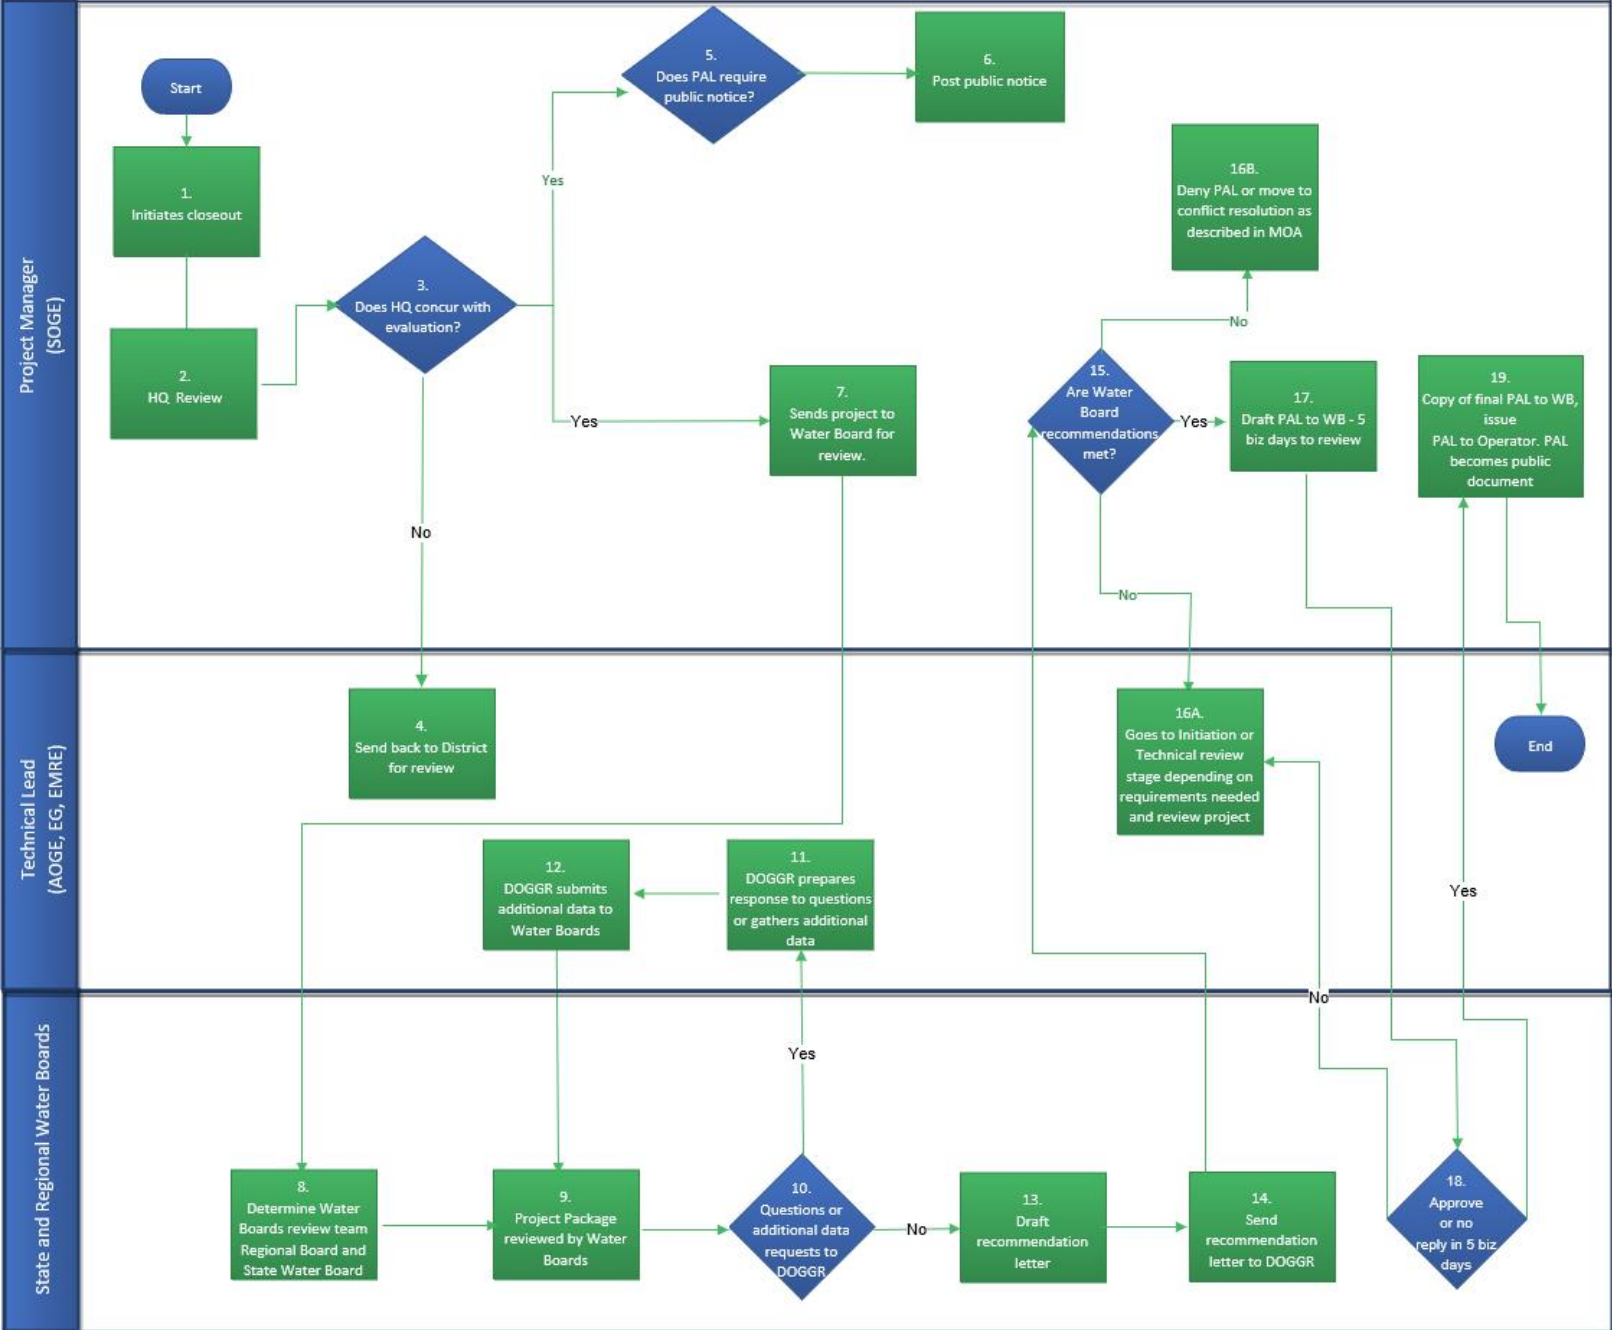 Project Manager
(SOGE)
Start
1.
Initiates closeout
2.
HQ Review
3.
Does HQ concur with
evaluation?
Yes
Yes
No
5.
Does PAL require
public notice?
6.
Post public notice
7.
Sends project to
Water Board for
review.
15.
Are Water
Board
recommendations
met?
No
Yes
No
16B.
Deny PAL or move to
conflict resolution as
described in MOA
17.
Draft PAL to WB - 5
biz days to review
19.
Copy of final PAL to WB,
issue
PAL to Operator. PAL
becomes public
document
Technical Lead
(AOGE, EG, EMRE)
4.
Send back to District
for review
12.
DOGGR submits
additional data to
Water Boards
11.
DOGGR prepares
response to questions
or gathers additional
data
16A.
Goes to Initiation or
Technical review
stage depending on
requirements needed
and review project
End
Yes
No
State and Regional Water Boards
Yes
8.
Determine Water
Boards review team
Regional Board and
State Water Board
9.
Project Package
reviewed by Water
Boards
10.
Questions or
additional data
requests to
DOGGR
No
13.
Draft
recommendation
letter
14.
Send
recommendation
letter to DOGGR
18.
Approve
or no
reply in 5 biz
days